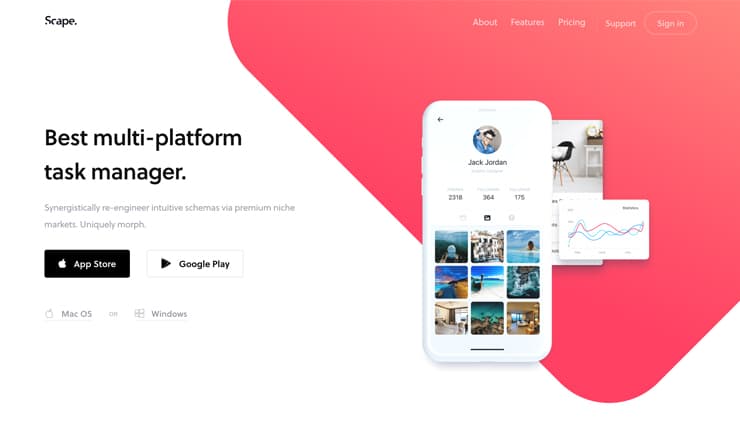 Scape.
About Features Pricing Support Sign in
Best multi-platform
task manager.
Synergistically re-engineer intuitive schemas via premium niche
markets. Uniquely morph.
App Store
Google Play
Mac OS OR Windows
Jack Jordan
2318 364 175
Statistics